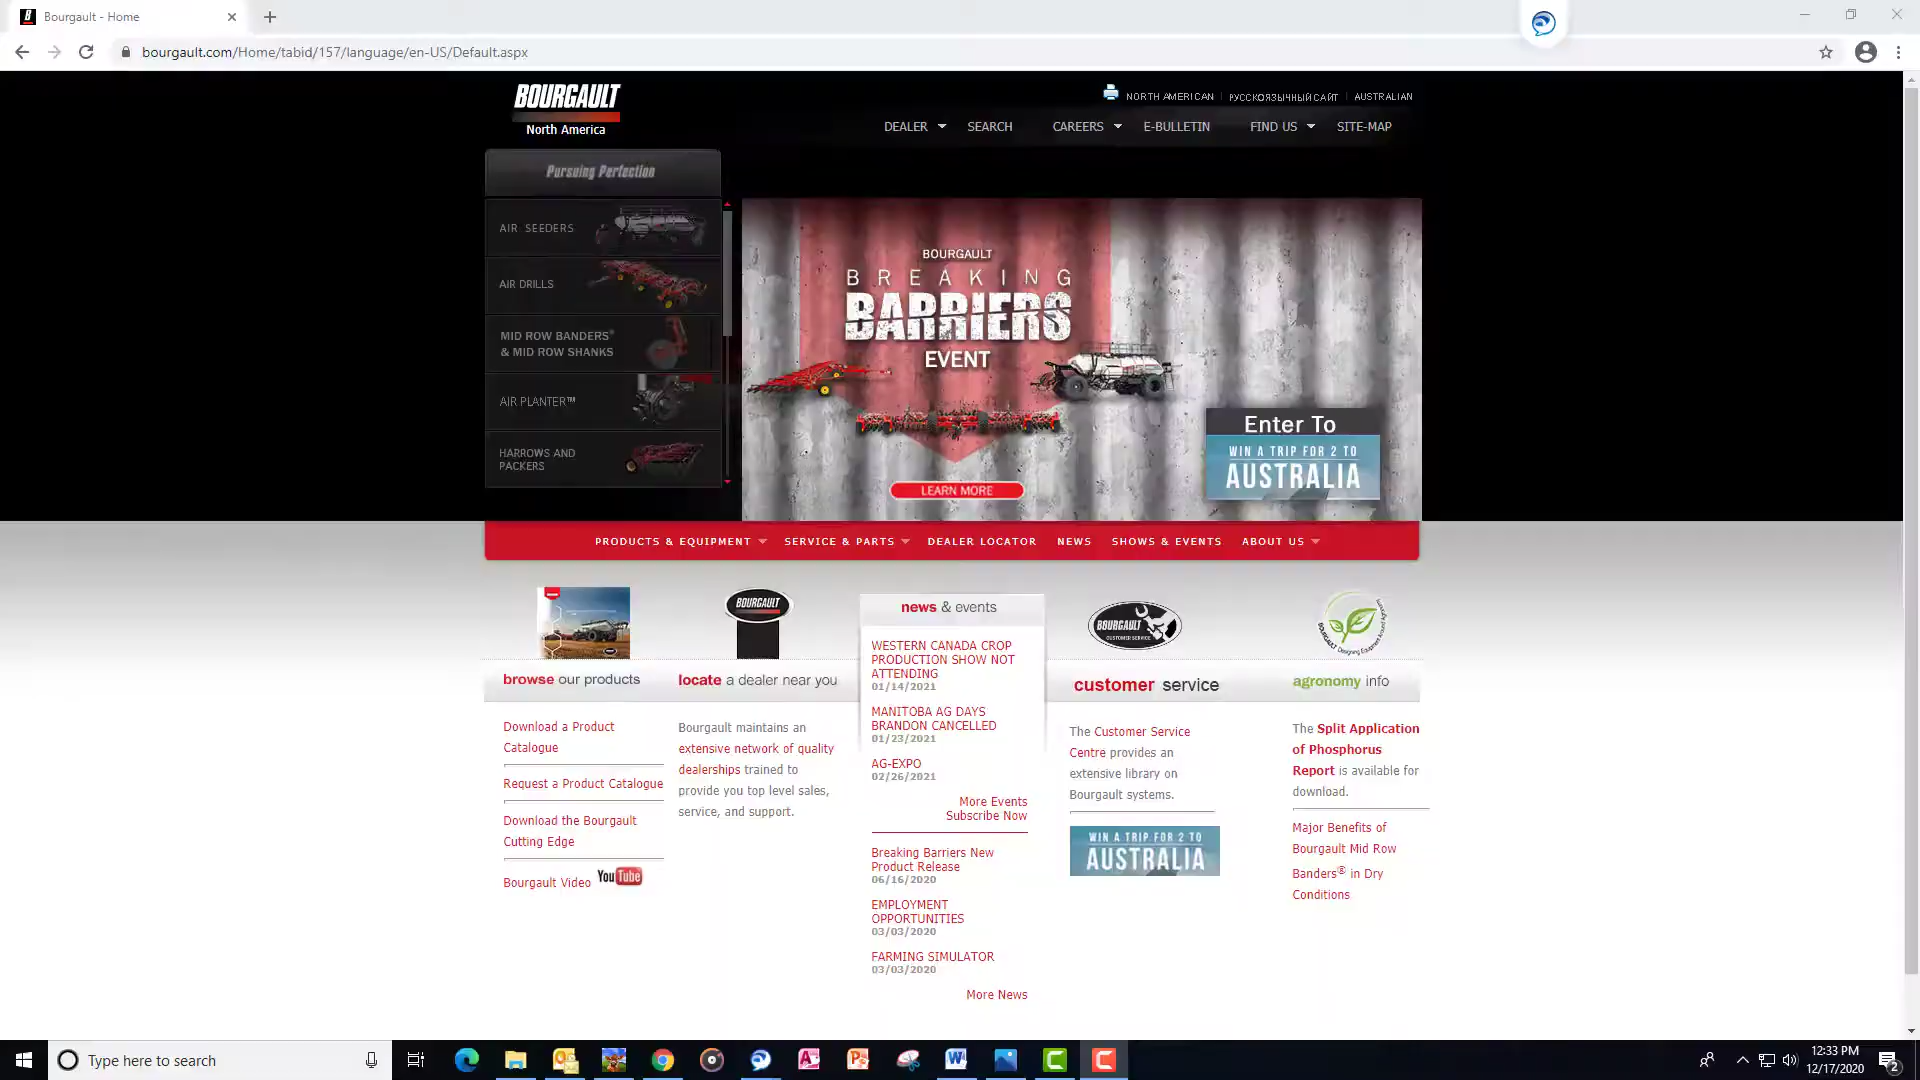 Bourgault - Home
bourgault.com/Home/tabid/157/language/en-US/Default.aspx
BOURGAULT
North America
NORTH AMERICAN
РУССКОЯЗЫЧНЫЙ САЙТ
AUSTRALIAN
DEALER
SEARCH
CAREERS
E-BULLETIN
FIND US
SITE-MAP
Pursuing Perfection
AIR SEEDERS
AIR DRILLS
MID ROW BANDERS®
& MID ROW SHANKS
AIR PLANTER™
HARROWS AND
PACKERS
BOURGAULT
BREAKING
BARRIERS
EVENT
LEARN MORE
Enter To
WIN A TRIP FOR 2 TO
AUSTRALIA
PRODUCTS & EQUIPMENT
SERVICE & PARTS
DEALER LOCATOR
NEWS
SHOWS & EVENTS
ABOUT US
browse our products
Download a Product
Catalogue
Request a Product Catalogue
Download the Bourgault
Cutting Edge
Bourgault Video YouTube
BOURGAULT
locate a dealer near you
Bourgault maintains an
extensive network of quality
dealerships trained to
provide you top level sales,
service, and support.
news & events
WESTERN CANADA CROP
PRODUCTION SHOW NOT
ATTENDING
01/14/2021
MANITOBA AG DAYS
BRANDON CANCELLED
01/23/2021
AG-EXPO
02/26/2021
More Events
Subscribe Now
Breaking Barriers New
Product Release
06/16/2020
EMPLOYMENT
OPPORTUNITIES
03/03/2020
FARMING SIMULATOR
03/03/2020
More News
BOURGAULT
CUSTOMER SERVICE
customer service
The Customer Service
Centre provides an
extensive library on
Bourgault systems.
WIN A TRIP FOR 2 TO
AUSTRALIA
agronomy info
The Split Application
of Phosphorus
Report is available for
download.
Major Benefits of
Bourgault Mid Row
Banders® in Dry
Conditions
Type here to search
12:33 PM
12/17/2020
2